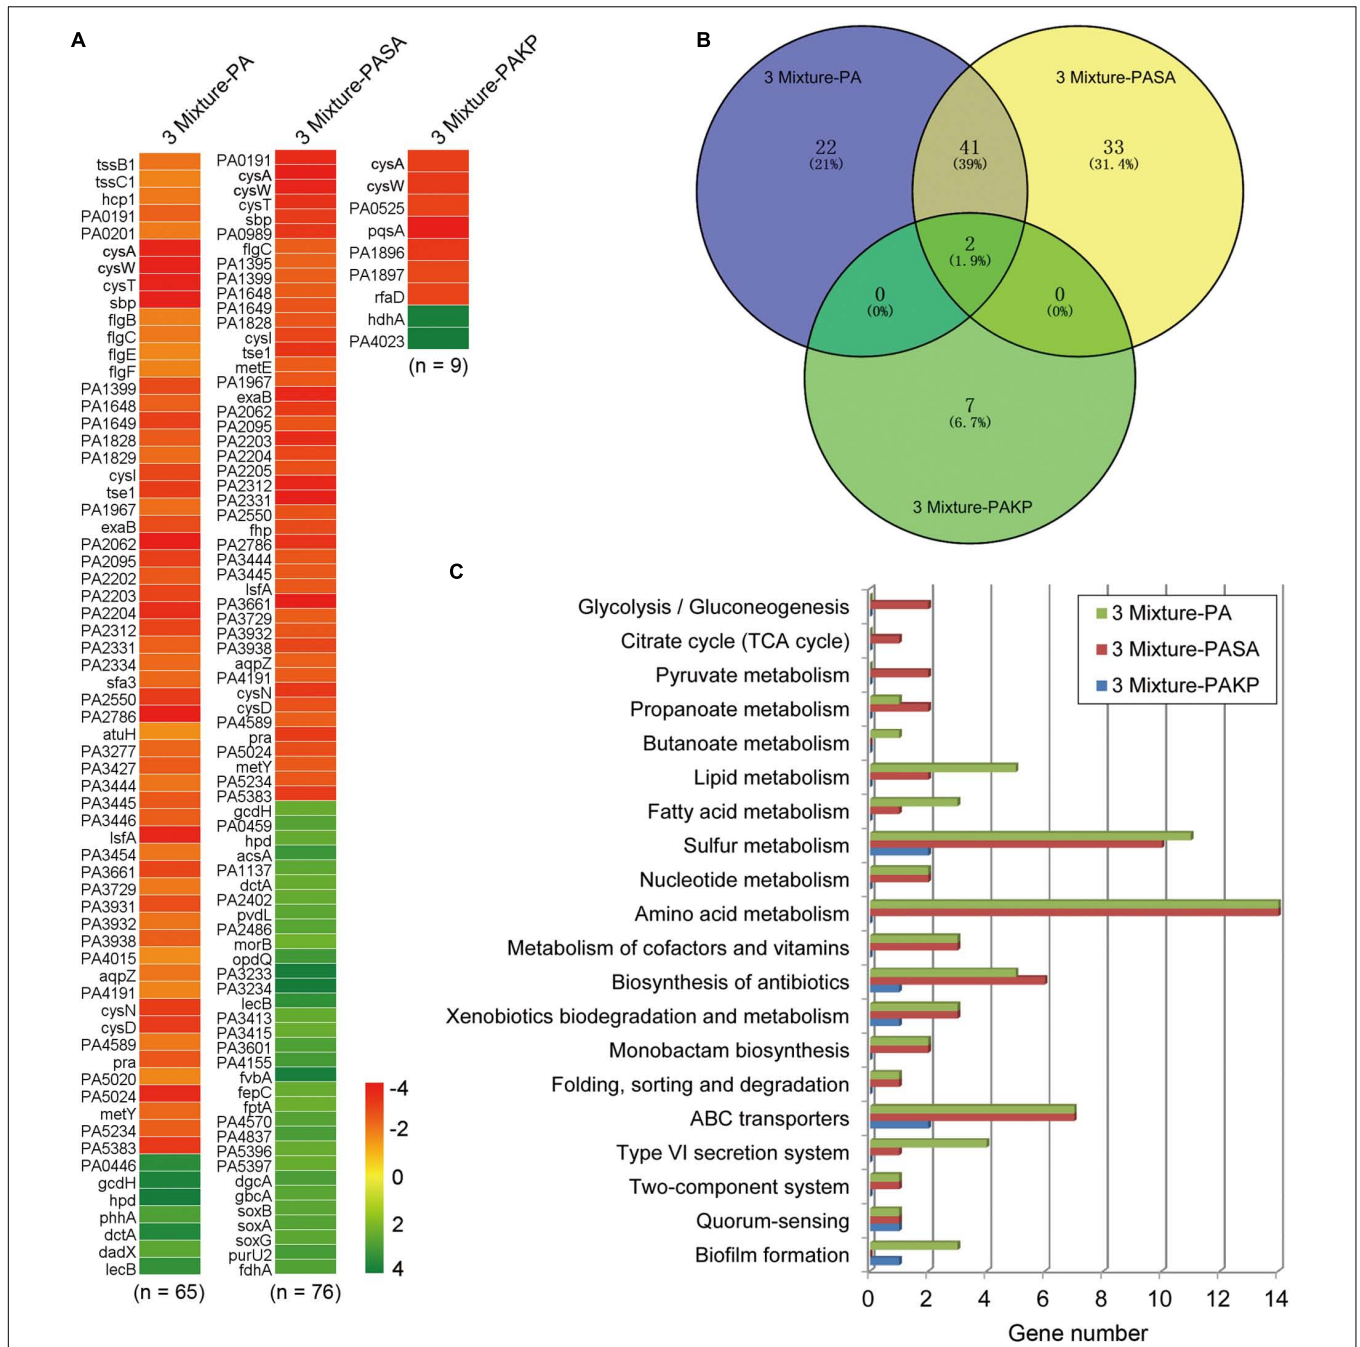 A
3 Mixture-PA
3 Mixture-PASA
3 Mixture-PAKP
tssB1
tssC1
hcp1
PA0191
PA0201
cysA
cysW
cysT
sbp
flgB
flgC
flgE
flgF
PA1399
PA1648
PA1649
PA1828
PA1829
cysI
tse1
PA1967
exaB
PA2062
PA2095
PA2202
PA2203
PA2204
PA2312
PA2331
PA2334
sfa3
PA2550
PA2786
atuH
PA3277
PA3427
PA3444
PA3445
PA3446
lsfA
PA3454
PA3661
PA3729
PA3931
PA3932
PA3938
PA4015
aqpZ
PA4191
cysN
cysD
PA4589
pra
PA5020
PA5024
metY
PA5234
PA5383
PA0446
gcdH
hpd
phhA
dctA
dadX
lecB
(n = 65)
PA0191
cysA
cysW
cysT
sbp
PA0989
flgC
PA1395
PA1399
PA1648
PA1649
PA1828
cysI
tse1
metE
PA1967
exaB
PA2062
PA2095
PA2203
PA2204
PA2205
PA2312
PA2331
PA2550
fhp
PA2786
PA3444
PA3445
lsfA
PA3661
PA3729
PA3932
PA3938
aqpZ
PA4191
cysN
cysD
PA4589
pra
PA5024
metY
PA5234
PA5383
gcdH
PA0459
hpd
acsA
PA1137
dctA
PA2402
pvdL
PA2486
morB
opdQ
PA3233
PA3234
lecB
PA3413
PA3415
PA3601
PA4155
fvbA
fepC
fptA
PA4570
PA4837
PA5396
PA5397
dgcA
gbcA
soxB
soxA
soxG
purU2
fdhA
(n = 76)
cysA
cysW
PA0525
pqsA
PA1896
PA1897
rfaD
hdhA
PA4023
(n = 9)
-4
-2
0
2
4
B
3 Mixture-PA
3 Mixture-PASA
22
(21%)
41
(39%)
33
(31.4%)
2
(1.9%)
0
(0%)
0
(0%)
7
(6.7%)
3 Mixture-PAKP
C
Glycolysis / Gluconeogenesis
Citrate cycle (TCA cycle)
Pyruvate metabolism
Propanoate metabolism
Butanoate metabolism
Lipid metabolism
Fatty acid metabolism
Sulfur metabolism
Nucleotide metabolism
Amino acid metabolism
Metabolism of cofactors and vitamins
Biosynthesis of antibiotics
Xenobiotics biodegradation and metabolism
Monobactam biosynthesis
Folding, sorting and degradation
ABC transporters
Type VI secretion system
Two-component system
Quorum-sensing
Biofilm formation
3 Mixture-PA
3 Mixture-PASA
3 Mixture-PAKP
0 2 4 6 8 10 12 14
Gene number